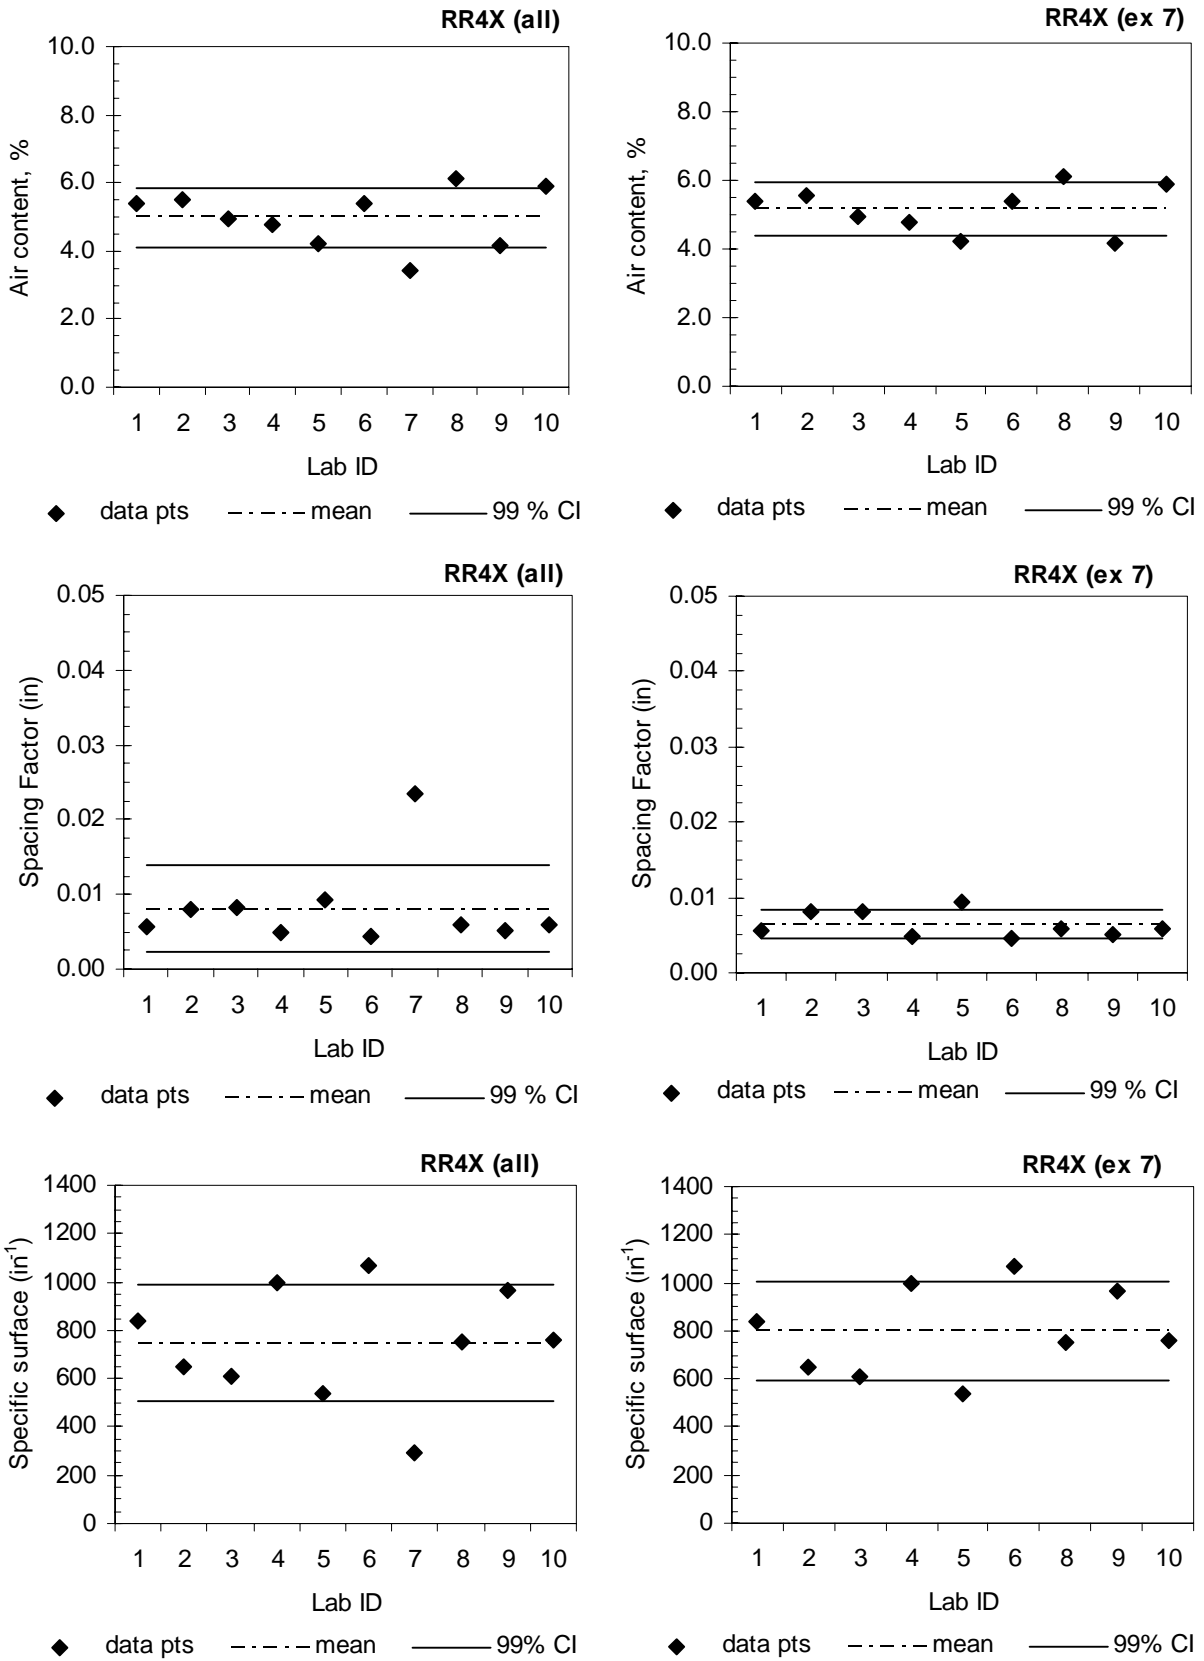 RR4X (all)
10.0
8.0
6.0
4.0
2.0
0.0
Air content, %
1 2 3 4 5 6 7 8 9 10
Lab ID
data pts mean 99 % CI
RR4X (ex 7)
10.0
8.0
6.0
4.0
2.0
0.0
Air content, %
1 2 3 4 5 6 8 9 10
Lab ID
data pts mean 99 % CI
RR4X (all)
0.05
0.04
0.03
0.02
0.01
0.00
Spacing Factor (in)
1 2 3 4 5 6 7 8 9 10
Lab ID
data pts mean 99 % CI
RR4X (ex 7)
0.05
0.04
0.03
0.02
0.01
0.00
Spacing Factor (in)
1 2 3 4 5 6 8 9 10
Lab ID
data pts mean 99 % CI
RR4X (all)
1400
1200
1000
800
600
400
200
0
Specific surface (in⁻¹)
1 2 3 4 5 6 7 8 9 10
Lab ID
data pts mean 99% CI
RR4X (ex 7)
1400
1200
1000
800
600
400
200
0
Specific surface (in⁻¹)
1 2 3 4 5 6 8 9 10
Lab ID
data pts mean 99% CI